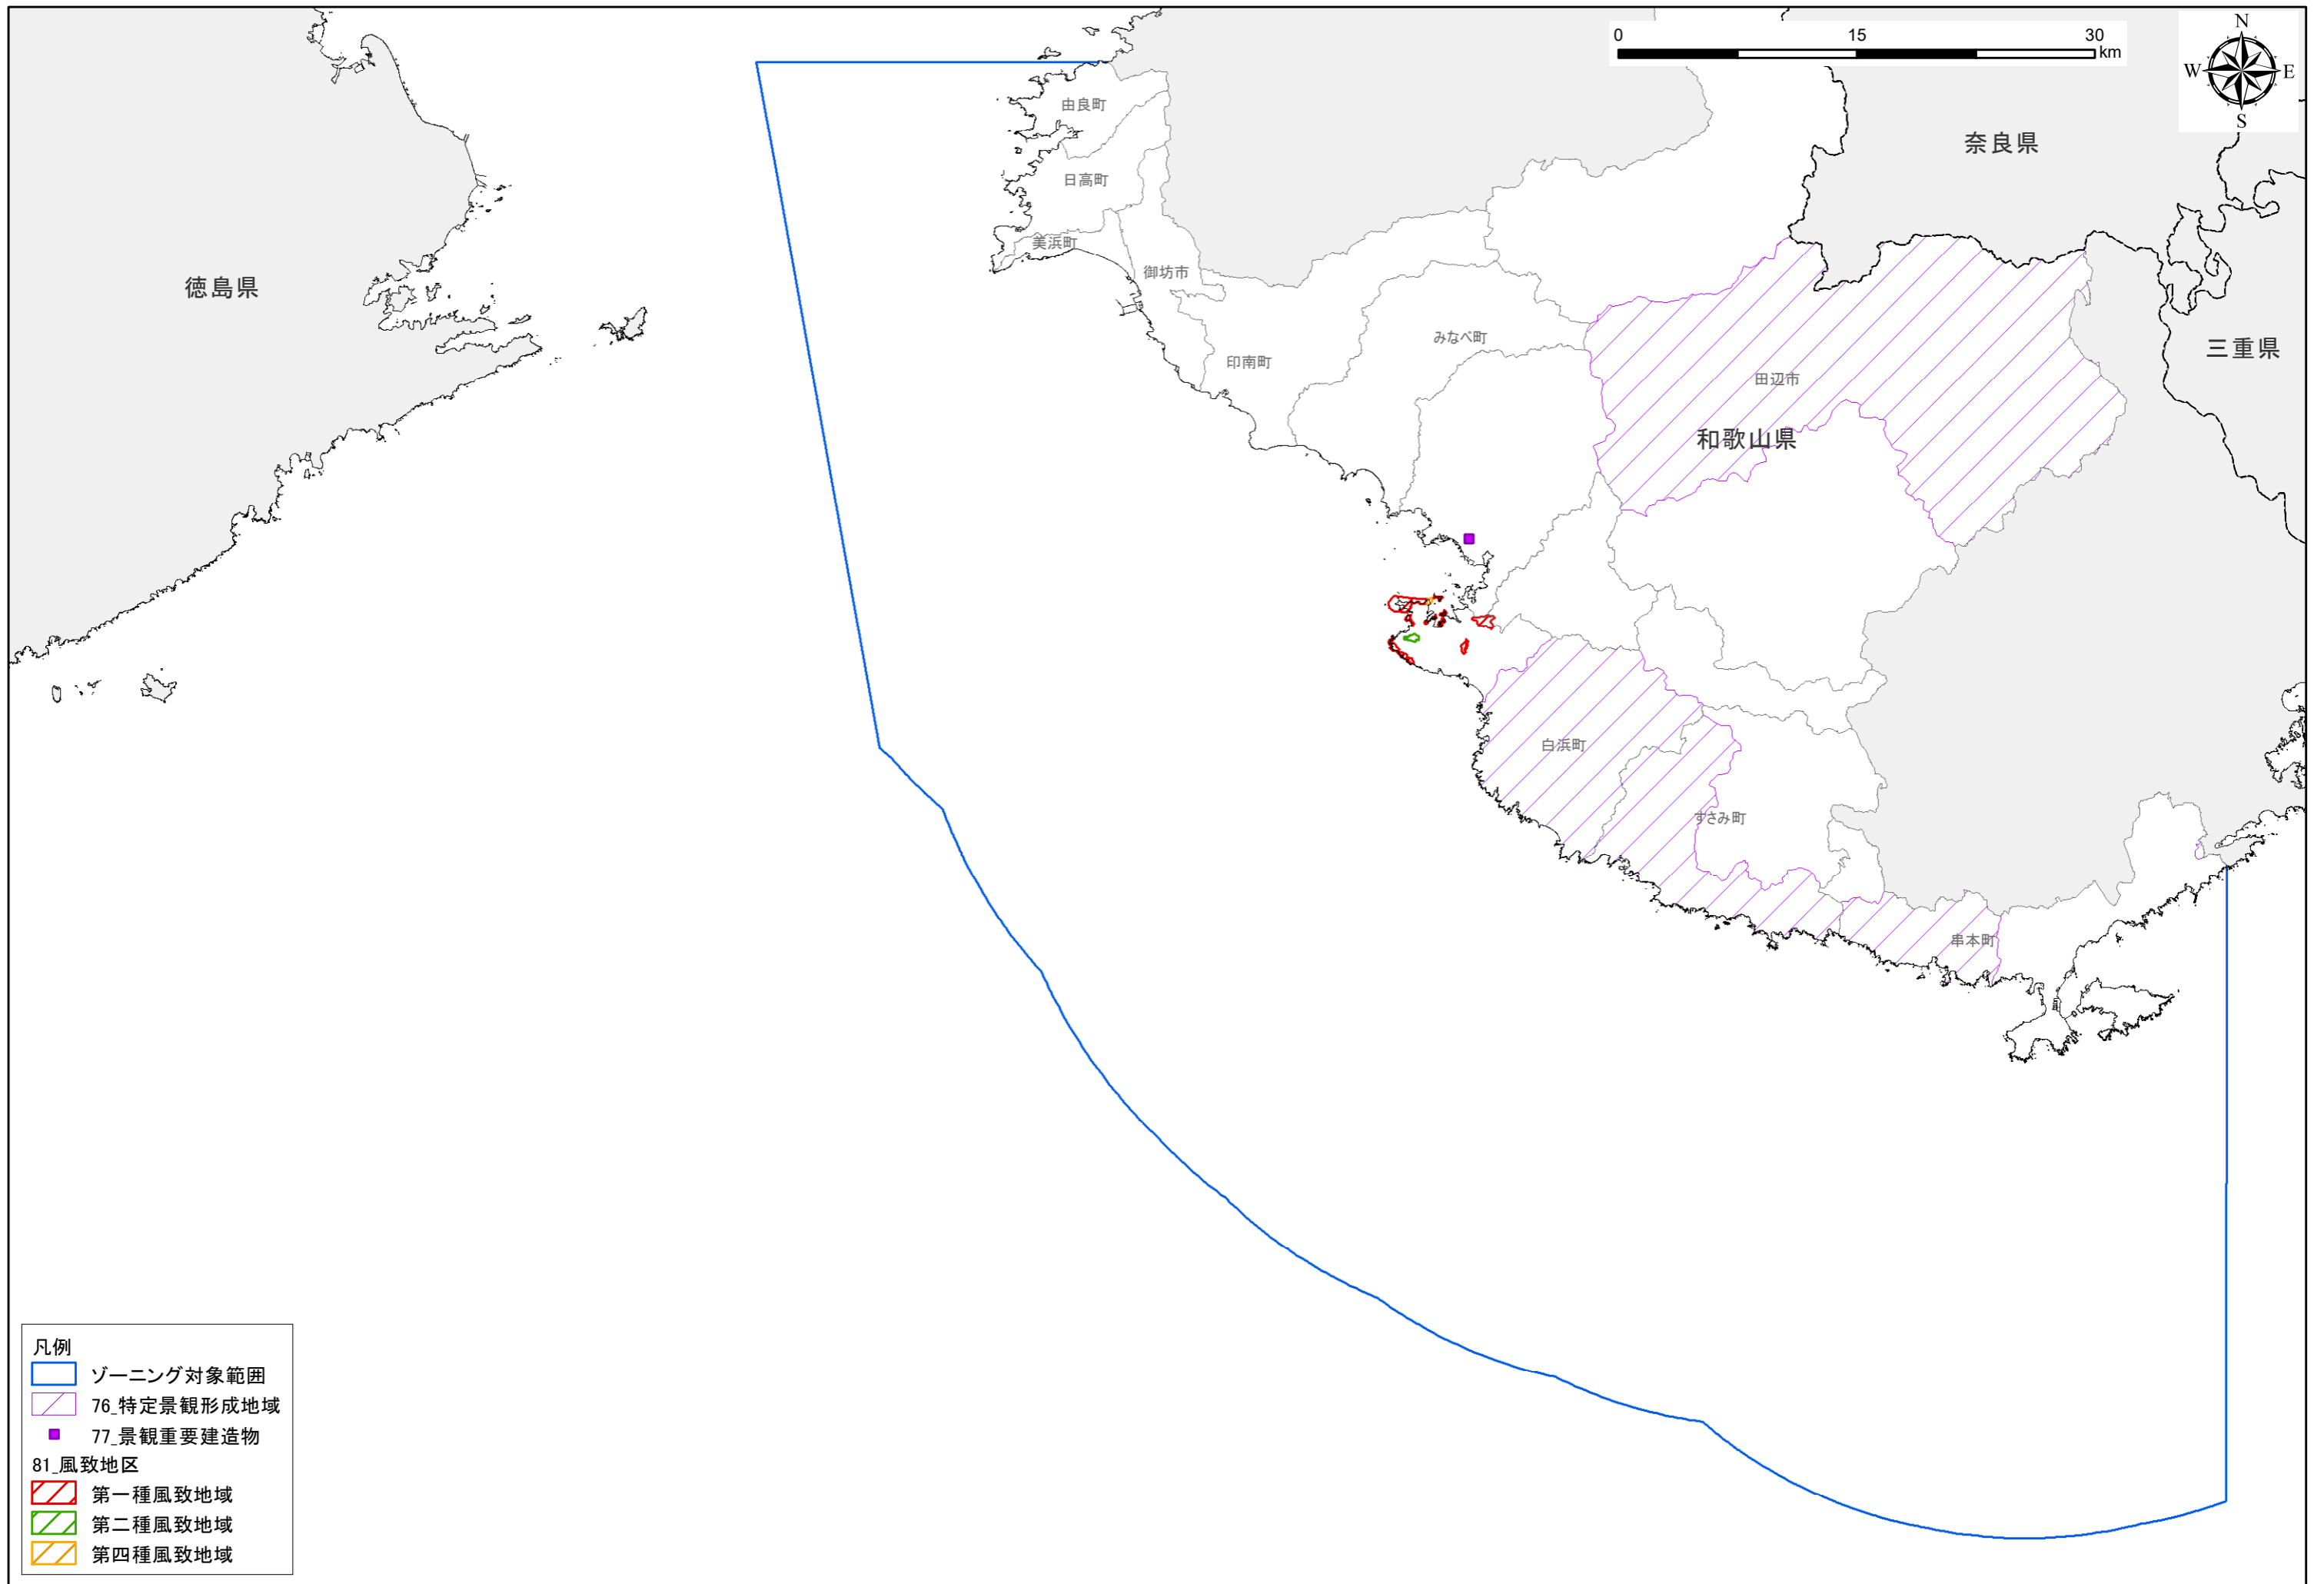 0 15 30
km
N
W E
S
由良町
奈良県
日高町
美浜町
御坊市
徳島県
みなべ町
三重県
印南町
田辺市
和歌山県
白浜町
すさみ町
串本町
凡例
ゾーニング対象範囲
76_特定景観形成地域
77_景観重要建造物
81_風致地区
第一種風致地域
第二種風致地域
第四種風致地域